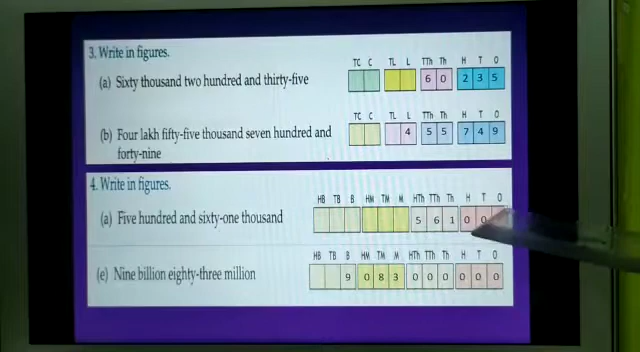 3. Write in figures.
TC C TL L TTh Th H T O
(a) Sixty thousand two hundred and thirty-five 6 0 2 3 5
TC C TL L TTh Th H T O
(b) Four lakh fifty-five thousand seven hundred and 4 5 5 7 4 9
forty-nine
4. Write in figures.
HB TB B HM TM M HTh TTh Th H T O
(a) Five hundred and sixty-one thousand 5 6 1 0 0
HB TB B HM TM M HTh TTh Th H T O
(e) Nine billion eighty-three million 9 0 8 3 0 0 0 0 0 0